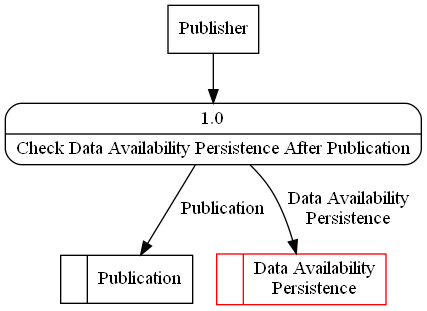 Publisher
1.0
Check Data Availability Persistence After Publication
Publication
Data Availability
Persistence
Publication
Data Availability
Persistence